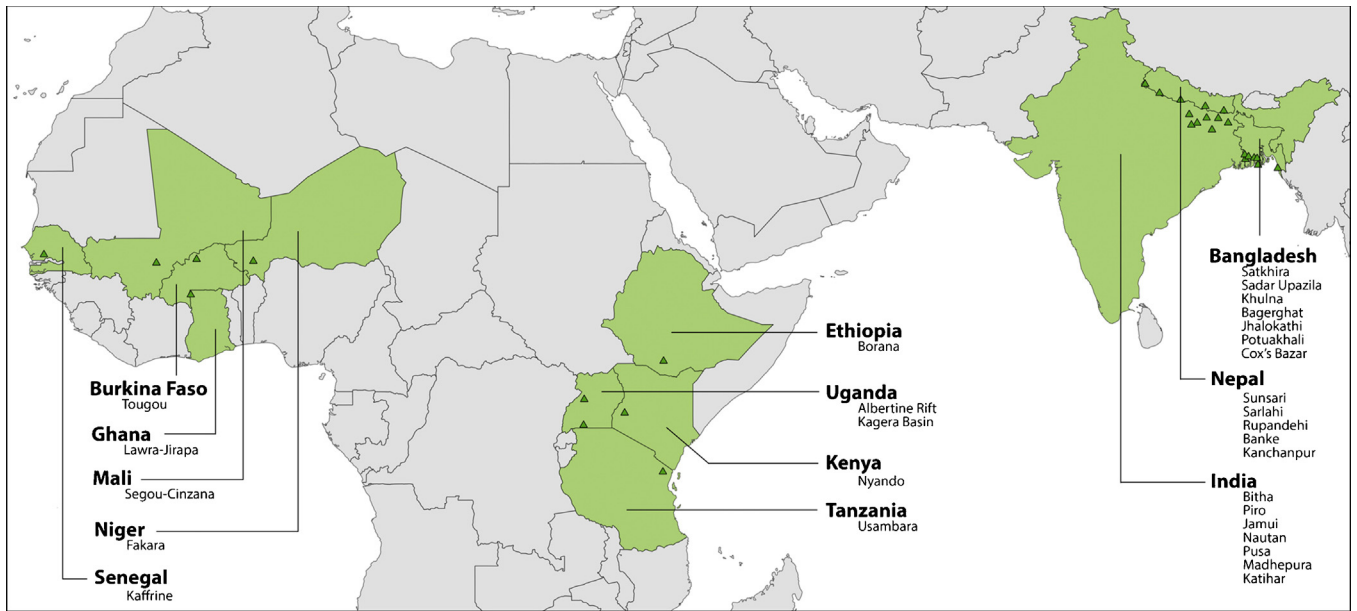 Burkina Faso
Tougou
Ghana
Lawra-Jirapa
Mali
Segou-Cinzana
Niger
Fakara
Senegal
Kaffrine
Ethiopia
Borana
Uganda
Albertine Rift
Kagera Basin
Kenya
Nyando
Tanzania
Usambara
Bangladesh
Satkhira
Sadar Upazila
Khulna
Bagerghat
Jhalokathi
Potuakhali
Cox's Bazar
Nepal
Sunsari
Sarlahi
Rupandehi
Banke
Kanchanpur
India
Bitha
Piro
Jamui
Nautan
Pusa
Madhepura
Katihar